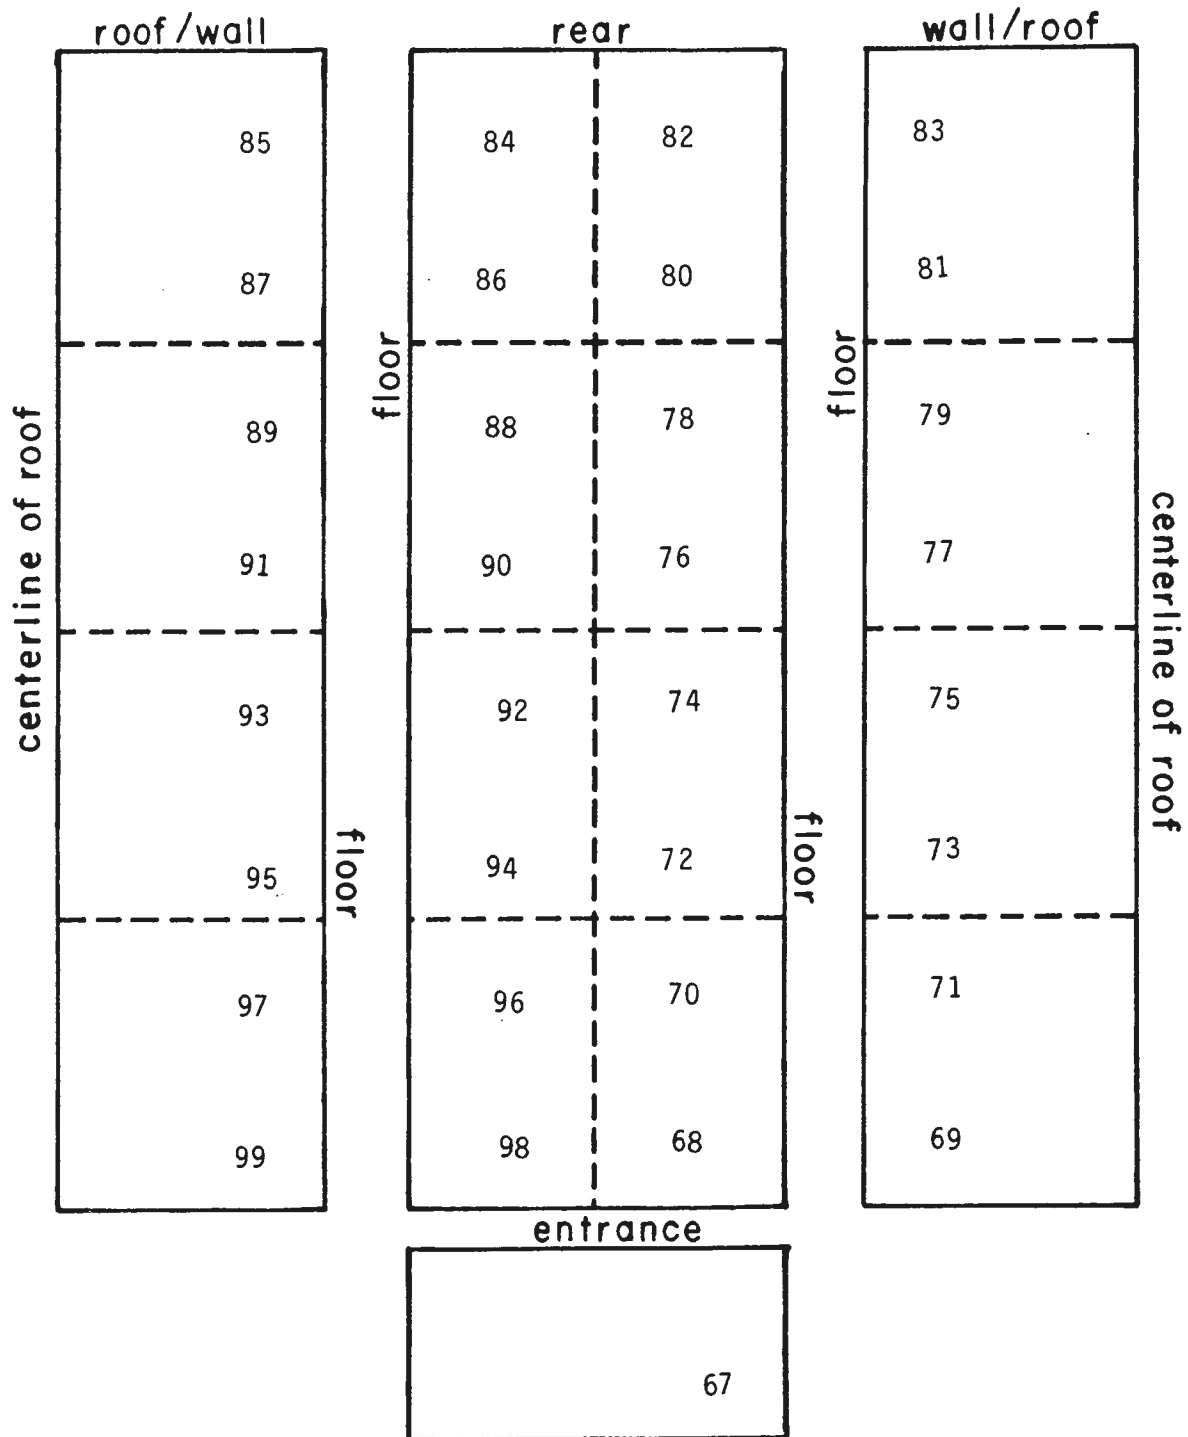 roof/wall rear wall/roof
85 84 82 83
87 86 80 81
floor floor
89 88 78 79
centerline of roof
91 90 76 77
centerline of roof
93 92 74 75
floor floor
95 94 72 73
97 96 70 71
99 98 68 69
entrance
67